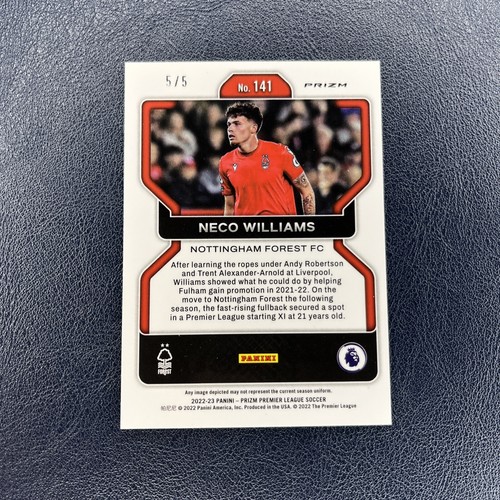 5/5
No. 141
PRIZM
NECO WILLIAMS
NOTTINGHAM FOREST FC
After learning the ropes under Andy Robertson
and Trent Alexander-Arnold at Liverpool,
Williams showed what he could do by helping
Fulham gain promotion in 2021-22. On the
move to Nottingham Forest the following
season, the fast-rising fullback secured a spot
in a Premier League starting XI at 21 years old.
FOREST
PANINI
Any image depicted may not represent the current season uniform.
2022-23 PANINI – PRIZM PREMIER LEAGUE SOCCER
帕尼尼 © 2022 Panini America, Inc. Produced in the USA. © 2022 The Premier League